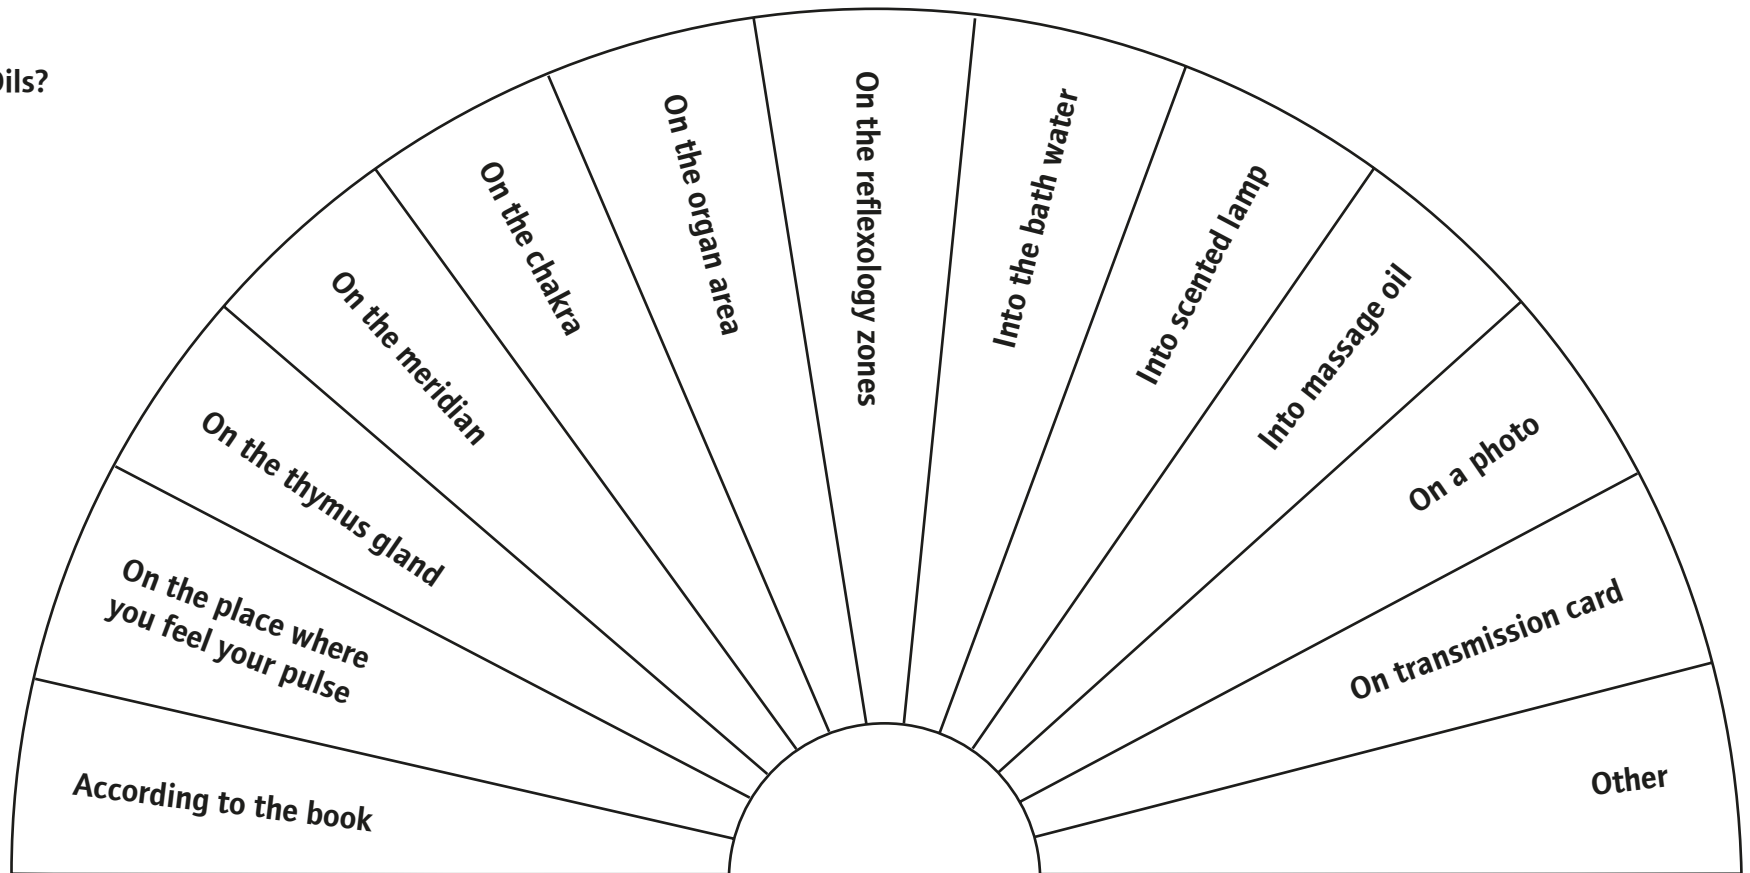 Oils?
According to the book
On the place where
you feel your pulse
On the thymus gland
On the meridian
On the chakra
On the organ area
On the reflexology zones
Into the bath water
Into scented lamp
Into massage oil
On a photo
On transmission card
Other